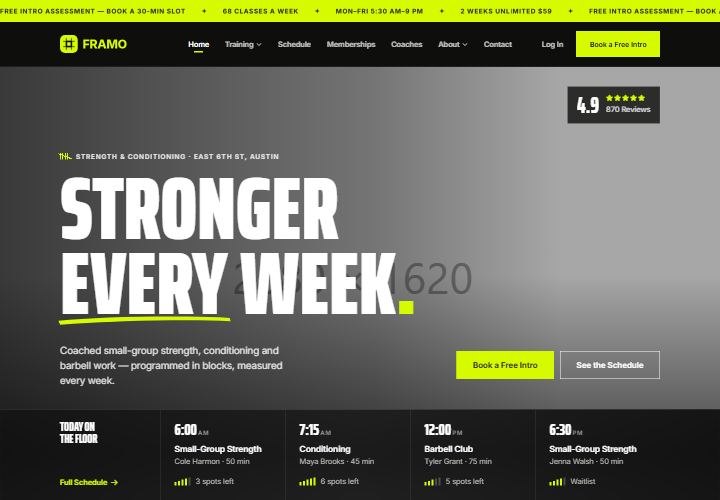 FREE INTRO ASSESSMENT — BOOK A 30-MIN SLOT + 68 CLASSES A WEEK + MON–FRI 5:30 AM–9 PM + 2 WEEKS UNLIMITED $59 + FREE INTRO ASSESSMENT — BOOK
FRAMO Home Training Schedule Memberships Coaches About Contact Log In Book a Free Intro
4.9 ★★★★★
870 Reviews
STRENGTH & CONDITIONING · EAST 6TH ST, AUSTIN
STRONGER
EVERY WEEK.
1620
Coached small-group strength, conditioning and
barbell work — programmed in blocks, measured
every week.
Book a Free Intro See the Schedule
TODAY ON
THE FLOOR
Full Schedule →
6:00 AM
Small-Group Strength
Cole Harmon · 50 min
3 spots left
7:15 AM
Conditioning
Maya Brooks · 45 min
6 spots left
12:00 PM
Barbell Club
Tyler Grant · 75 min
5 spots left
6:30 PM
Small-Group Strength
Jenna Walsh · 50 min
Waitlist